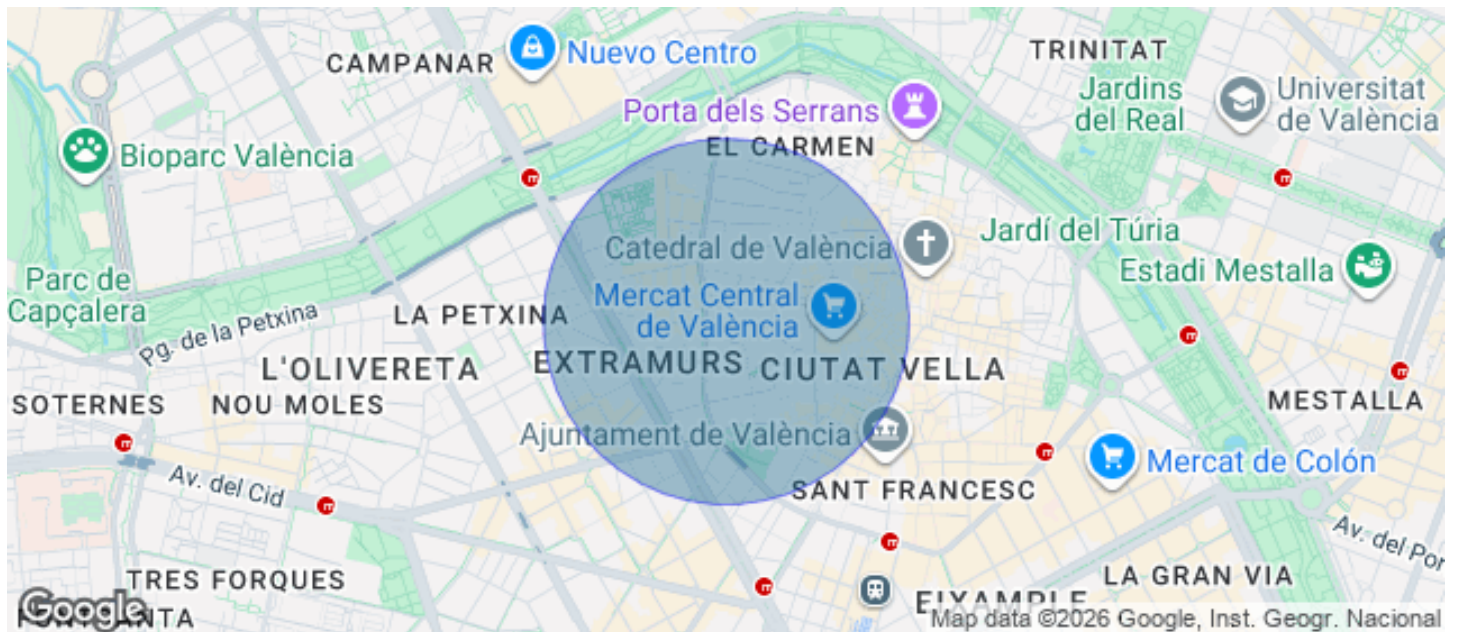 TRINITAT
CAMPANAR
Nuevo Centro
Jardins
del Real
Universitat
de València
Porta dels Serrans
EL CARMEN
Bioparc València
Jardí del Túria
Catedral de València
Estadi Mestalla
Parc de
Capçalera
Mercat Central
de València
Pg. de la Petxina
LA PETXINA
EXTRAMURS
CIUTAT VELLA
L'OLIVERETA
SOTERNES
NOU MOLES
MESTALLA
Ajuntament de València
Mercat de Colón
Av. del Cid
SANT FRANCESC
Av. del Por
TRES FORQUES
LA GRAN VIA
EIXAMPLE
Google
Map data ©2026 Google, Inst. Geogr. Nacional